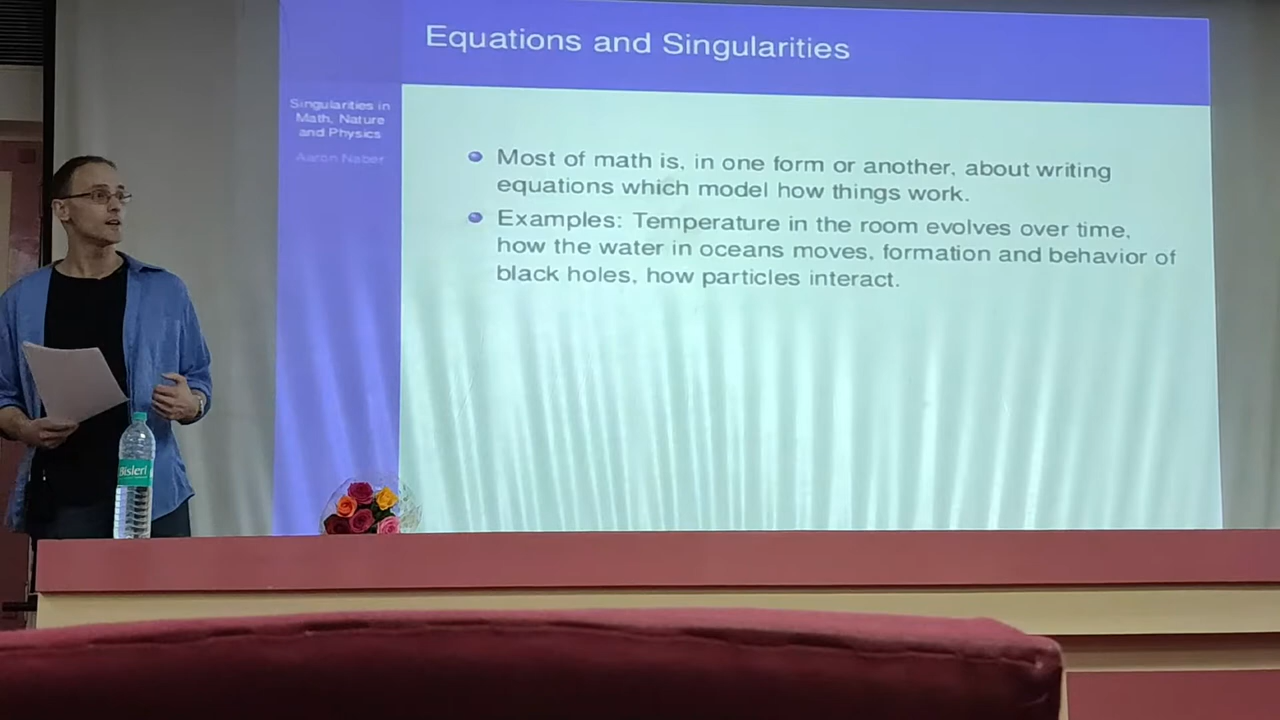 Equations and Singularities
Singularities in
Math, Nature
and Physics
Aaron Naber
Most of math is, in one form or another, about writing
equations which model how things work.
Examples: Temperature in the room evolves over time,
how the water in oceans moves, formation and behavior of
black holes, how particles interact.
Bisleri